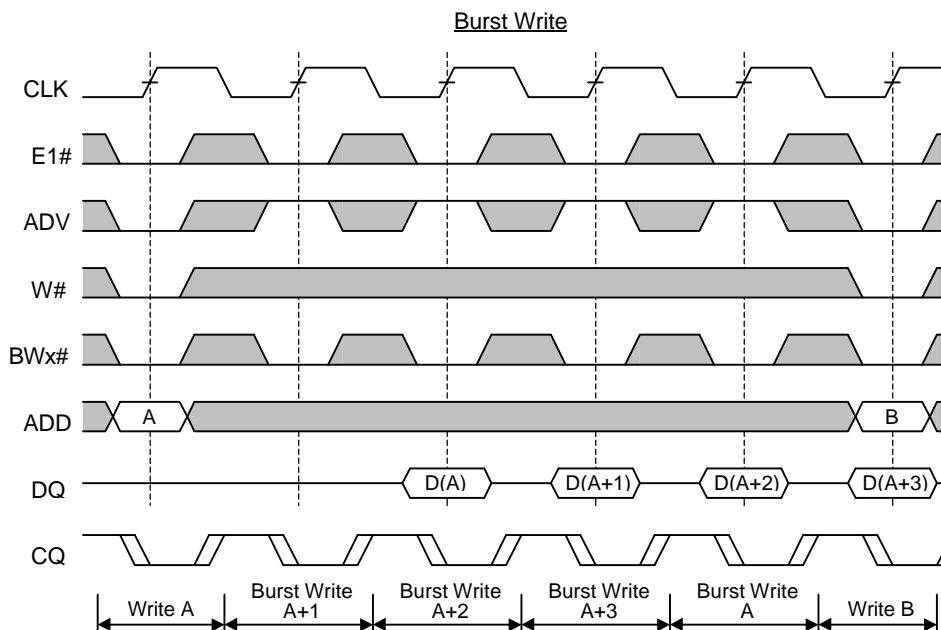 Burst Write
CLK
E1#
ADV
W#
BWx#
ADD
A
B
DQ
D(A)
D(A+1)
D(A+2)
D(A+3)
CQ
Write A
Burst Write
A+1
Burst Write
A+2
Burst Write
A+3
Burst Write
A
Write B